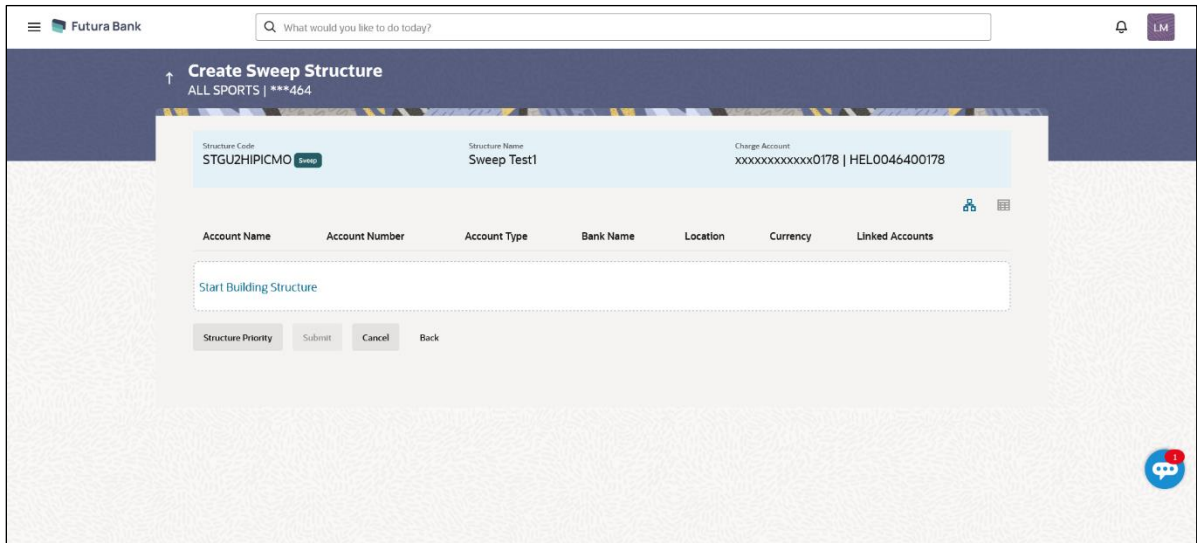 Futura Bank
What would you like to do today?
LM
Create Sweep Structure
ALL SPORTS | ***464
Structure Code Structure Name Charge Account
STGU2HIPICMO Sweep Sweep Test1 xxxxxxxxxxxx0178 | HEL0046400178
Account Name Account Number Account Type Bank Name Location Currency Linked Accounts
Start Building Structure
Structure Priority Submit Cancel Back
1